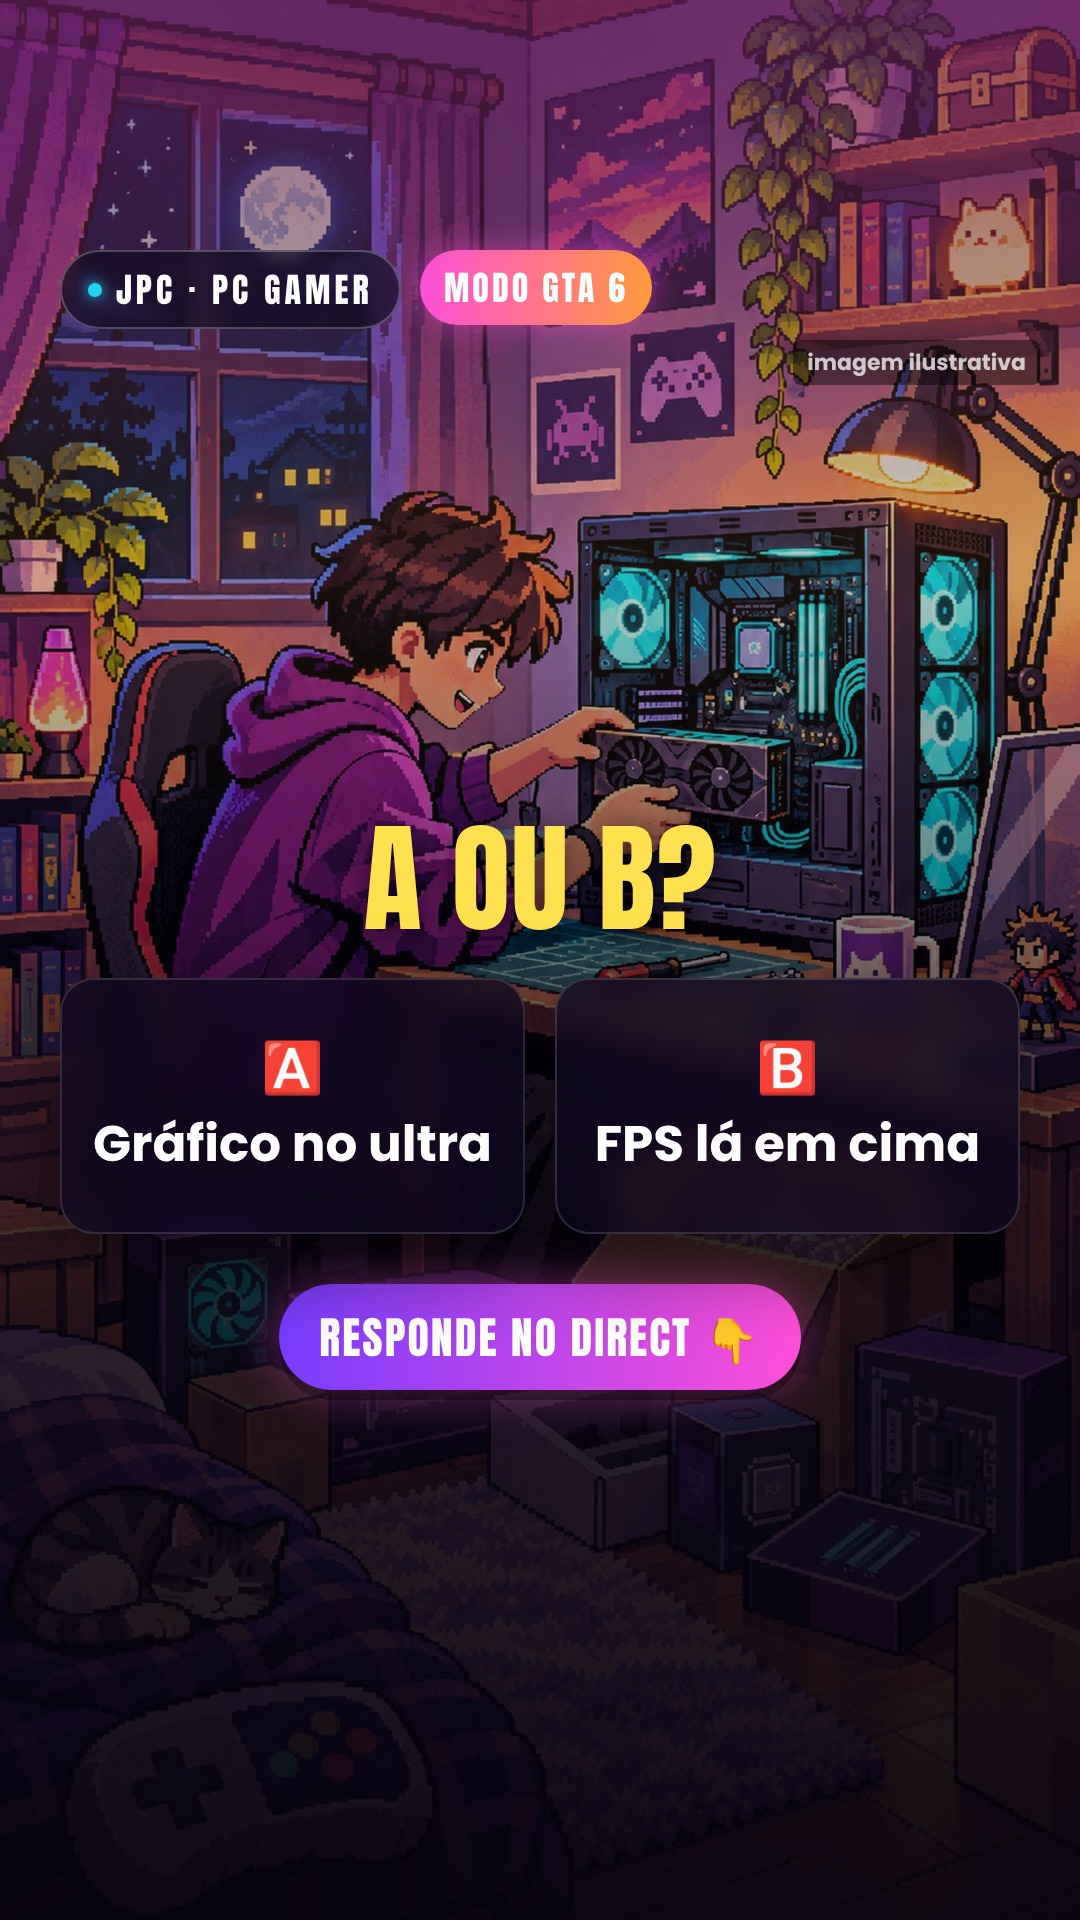 JPC · PC GAMER
MODO GTA 6
imagem ilustrativa
A OU B?
A
Gráfico no ultra
B
FPS lá em cima
RESPONDE NO DIRECT 👇